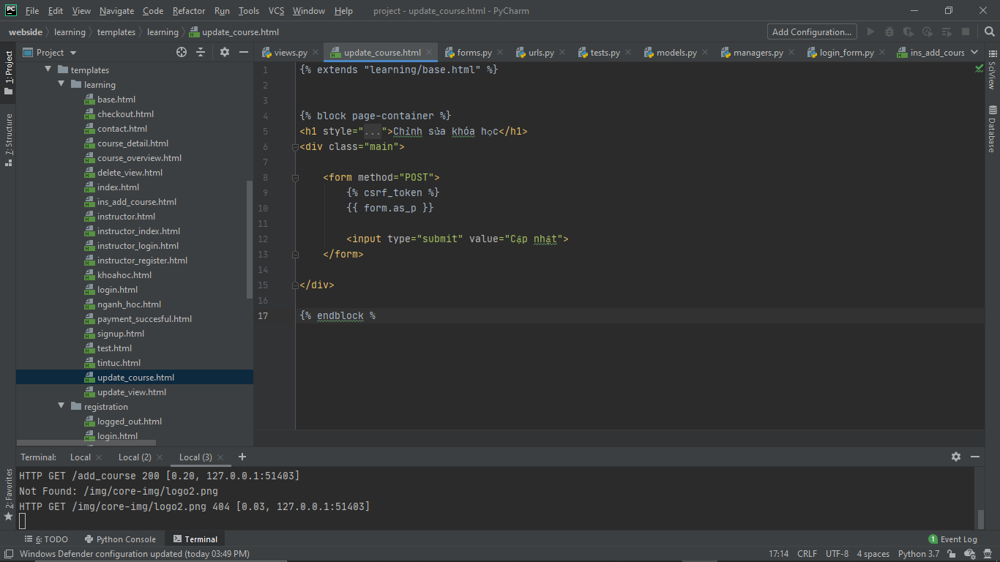 PC File Edit View Navigate Code Refactor Run Tools VCS Window Help project - update_course.html - PyCharm
webside learning templates learning update_course.html Add Configuration...
1: Project
7: Structure
2: Favorites
Project
templates
learning
base.html
checkout.html
contact.html
course_detail.html
course_overview.html
delete_view.html
index.html
ins_add_course.html
instructor.html
instructor_index.html
instructor_login.html
instructor_register.html
khoahoc.html
login.html
nganh_hoc.html
payment_succesful.html
signup.html
test.html
tintuc.html
update_course.html
update_view.html
registration
logged_out.html
login.html
views.py update_course.html forms.py urls.py tests.py models.py managers.py login_form.py ins_add_cours
1 {% extends "learning/base.html" %}
2
3
4 {% block page-container %}
5 <h1 style="...">Chỉnh sửa khóa học</h1>
6 <div class="main">
7
8 <form method="POST">
9 {% csrf_token %}
10 {{ form.as_p }}
11
12 <input type="submit" value="Cập nhật">
13 </form>
14
15 </div>
16
17 {% endblock %
SciView
Database
Terminal: Local Local (2) Local (3) +
HTTP GET /add_course 200 [0.20, 127.0.0.1:51403]
Not Found: /img/core-img/logo2.png
HTTP GET /img/core-img/logo2.png 404 [0.03, 127.0.0.1:51403]
6: TODO Python Console Terminal 1 Event Log
Windows Defender configuration updated (today 03:49 PM) 17:14 CRLF UTF-8 4 spaces Python 3.7